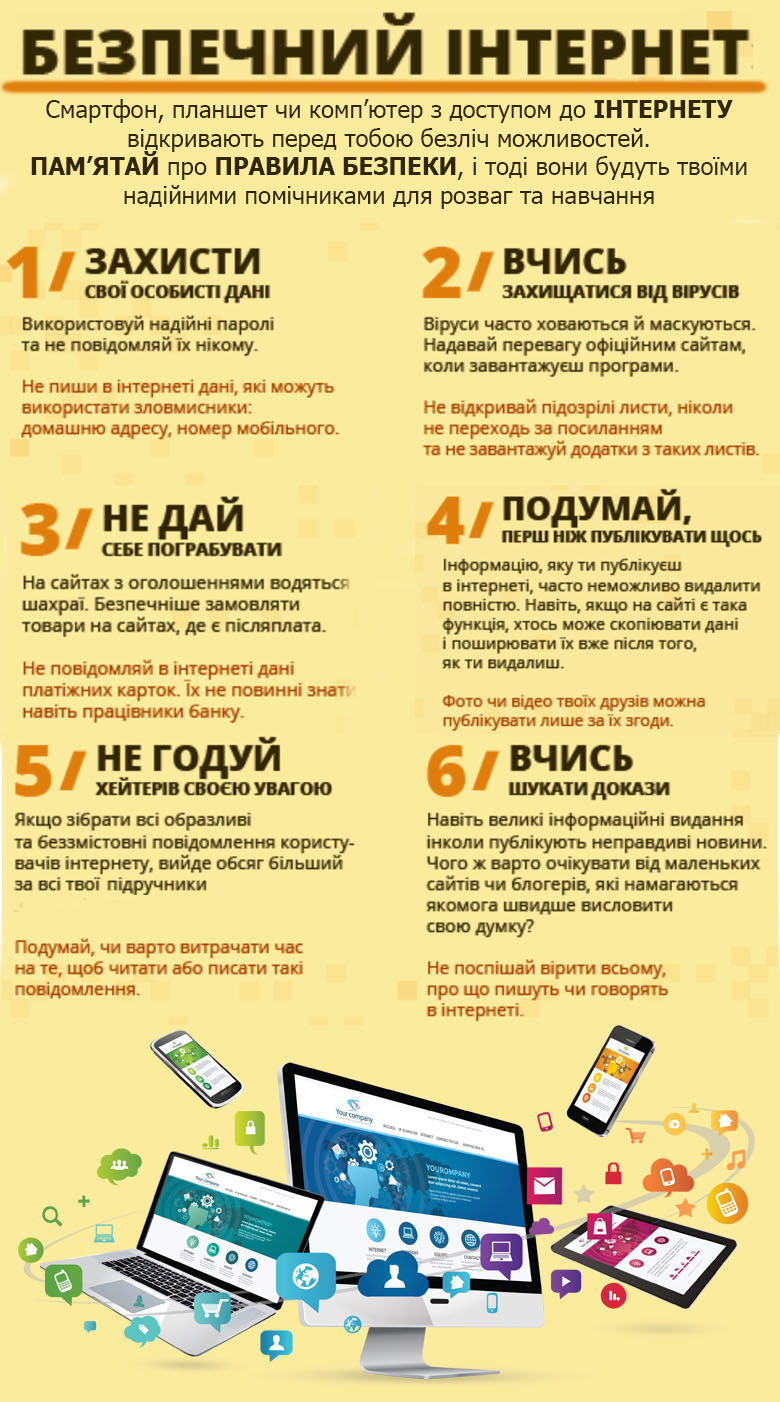 БЕЗПЕЧНИЙ ІНТЕРНЕТ
Смартфон, планшет чи комп’ютер з доступом до ІНТЕРНЕТУ
відкривають перед тобою безліч можливостей.
ПАМ’ЯТАЙ про ПРАВИЛА БЕЗПЕКИ, і тоді вони будуть твоїми
надійними помічниками для розваг та навчання
1/ ЗАХИСТИ
СВОЇ ОСОБИСТІ ДАНІ
Використовуй надійні паролі
та не повідомляй їх нікому.
Не пиши в інтернеті дані, які можуть
використати зловмисники:
домашню адресу, номер мобільного.
2/ ВЧИСЬ
ЗАХИЩАТИСЯ ВІД ВІРУСІВ
Віруси часто ховаються й маскуються.
Надавай перевагу офіційним сайтам,
коли завантажуєш програми.
Не відкривай підозрілі листи, ніколи
не переходь за посиланням
та не завантажуй додатки з таких листів.
3/ НЕ ДАЙ
СЕБЕ ПОГРАБУВАТИ
На сайтах з оголошеннями водяться
шахраї. Безпечніше замовляти
товари на сайтах, де є післяплата.
Не повідомляй в інтернеті дані
платіжних карток. Їх не повинні знати
навіть працівники банку.
4/ ПОДУМАЙ,
ПЕРШ НІЖ ПУБЛІКУВАТИ ЩОСЬ
Інформацію, яку ти публікуєш
в інтернеті, часто неможливо видалити
повністю. Навіть, якщо на сайті є така
функція, хтось може скопіювати дані
і поширювати їх вже після того,
як ти видалиш.
Фото чи відео твоїх друзів можна
публікувати лише за їх згоди.
5/ НЕ ГОДУЙ
ХЕЙТЕРІВ СВОЄЮ УВАГОЮ
Якщо зібрати всі образливі
та беззмістовні повідомлення користу-
вачів інтернету, вийде обсяг більший
за всі твої підручники
Подумай, чи варто витрачати час
на те, щоб читати або писати такі
повідомлення.
6/ ВЧИСЬ
ШУКАТИ ДОКАЗИ
Навіть великі інформаційні видання
інколи публікують неправдиві новини.
Чого ж варто очікувати від маленьких
сайтів чи блогерів, які намагаються
якомога швидше висловити
свою думку?
Не поспішай вірити всьому,
про що пишуть чи говорять
в інтернеті.
Your company
YOURCOMPANY
INTERNET
Your company